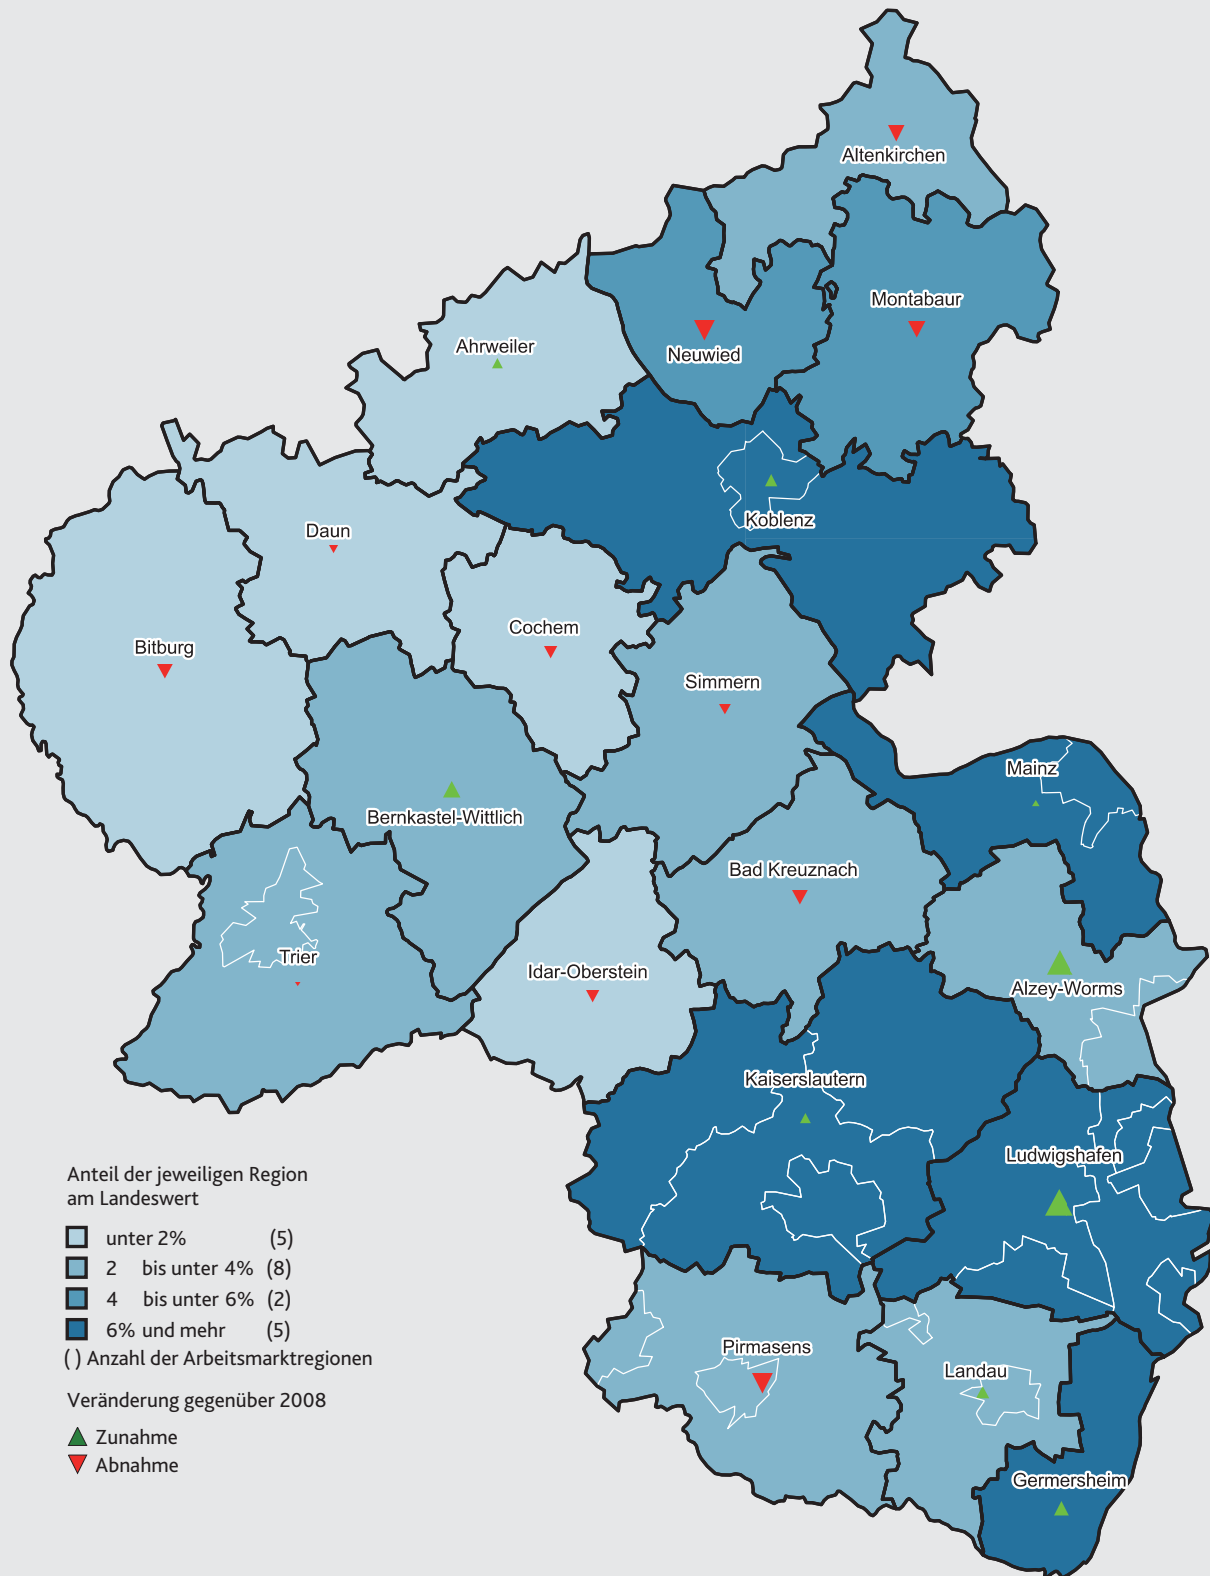 Altenkirchen
Montabaur
Ahrweiler
Neuwied
Koblenz
Daun
Cochem
Bitburg
Simmern
Mainz
Bernkastel-Wittlich
Bad Kreuznach
Trier
Idar-Oberstein
Alzey-Worms
Kaiserslautern
Ludwigshafen
Pirmasens
Landau
Germersheim
Anteil der jeweiligen Region
am Landeswert
unter 2% (5)
2 bis unter 4% (8)
4 bis unter 6% (2)
6% und mehr (5)
( ) Anzahl der Arbeitsmarktregionen
Veränderung gegenüber 2008
Zunahme
Abnahme